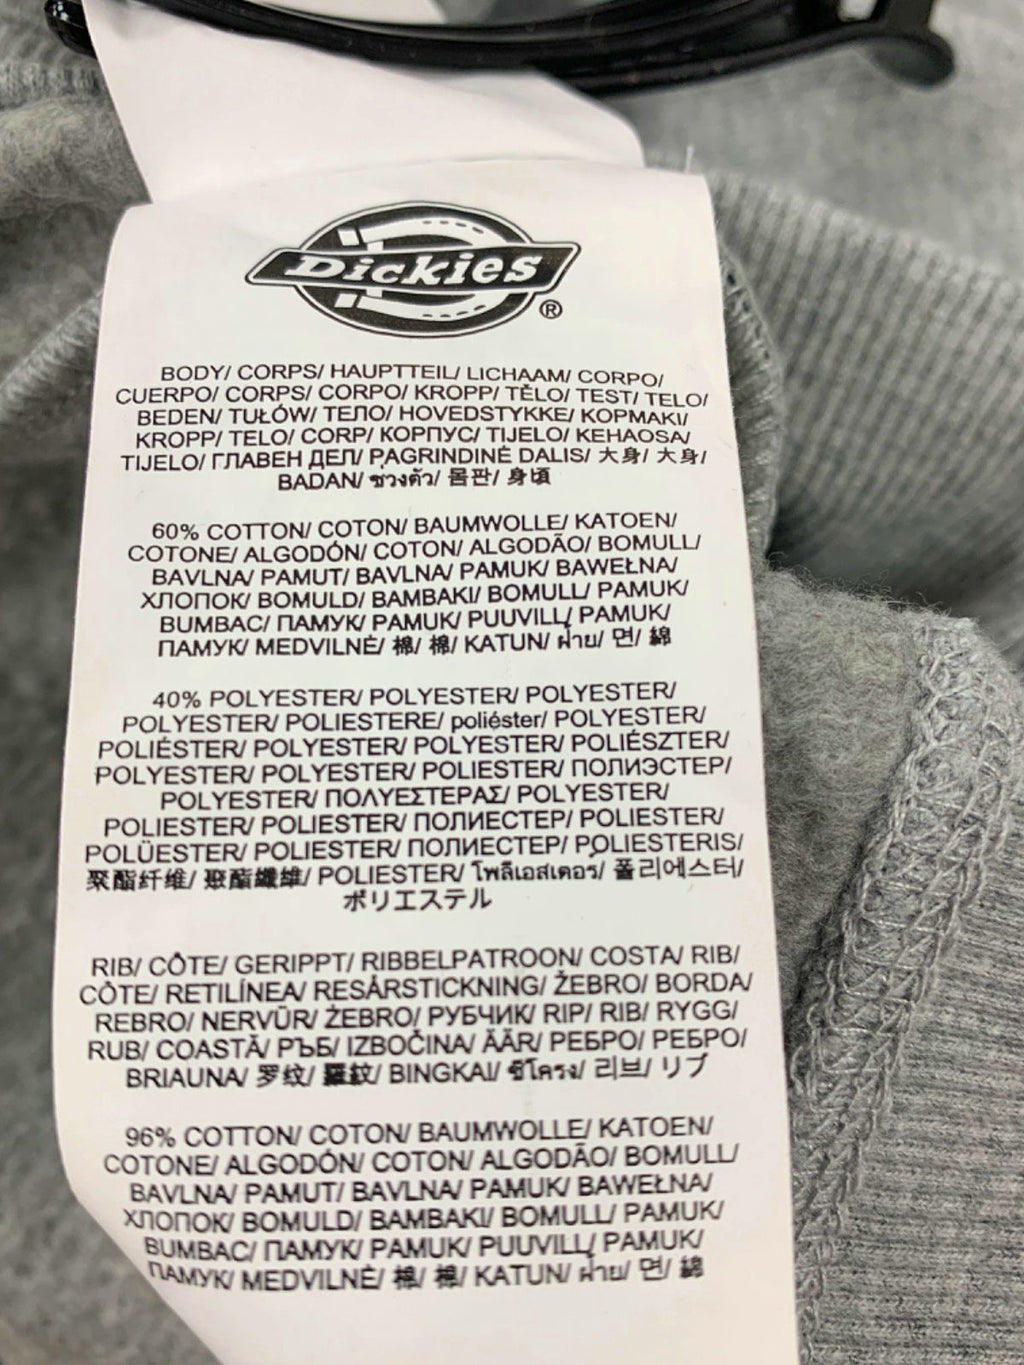 Dickies®
BODY/ CORPS/ HAUPTTEIL/ LICHAAM/ CORPO/
CUERPO/ CORPS/ CORPO/ KROPP/ TĚLO/ TEST/ TELO/
BEDEN/ TUŁÓW/ ТЕЛО/ HOVEDSTYKKE/ ΚΟΡΜΑΚΙ/
KROPP/ TELO/ CORP/ КОРПУС/ TIJELO/ KEHAOSA/
TIJELO/ ГЛАВЕН ДЕЛ/ PAGRINDINĖ DALIS/ 大身/ 大身/
BADAN/ ช่วงตัว/ 몸판/ 身頃
60% COTTON/ COTON/ BAUMWOLLE/ KATOEN/
COTONE/ ALGODÓN/ COTON/ ALGODÃO/ BOMULL/
BAVLNA/ PAMUT/ BAVLNA/ PAMUK/ BAWEŁNA/
ХЛОПОК/ BOMULD/ BAMBAKI/ BOMULL/ PAMUK/
BUMBAC/ ПАМУК/ PAMUK/ PUUVILL/ PAMUK/
ПАМУК/ MEDVILNĖ/ 棉/ 棉/ KATUN/ ฝ้าย/ 면/ 綿
40% POLYESTER/ POLYESTER/ POLYESTER/
POLYESTER/ POLIESTERE/ poliéster/ POLYESTER/
POLIÉSTER/ POLYESTER/ POLYESTER/ POLIÉSZTER/
POLYESTER/ POLYESTER/ POLIESTER/ ПОЛИЭСТЕР/
POLYESTER/ ΠΟΛΥΕΣΤΕΡΑΣ/ POLYESTER/
POLIESTER/ POLIESTER/ ПОЛИЕСТЕР/ POLIESTER/
POLÜESTER/ POLIESTER/ ПОЛИЕСТЕР/ POLIESTERIS/
聚酯纤维/ 聚酯纖維/ POLIESTER/ โพลีเอสเตอร์/ 폴리에스터/
ポリエステル
RIB/ CÔTE/ GERIPPT/ RIBBELPATROON/ COSTA/ RIB/
CÔTE/ RETILÍNEA/ RESÅRSTICKNING/ ŽEBRO/ BORDA/
REBRO/ NERVÜR/ ŻEBRO/ РУБЧИК/ RIP/ RIB/ RYGG/
RUB/ COASTĂ/ РЪБ/ IZBOČINA/ ÄÄR/ РЕБРО/ РЕБРО/
BRIAUNA/ 罗纹/ 羅紋/ BINGKAI/ ซี่โครง/ 리브/ リブ
96% COTTON/ COTON/ BAUMWOLLE/ KATOEN/
COTONE/ ALGODÓN/ COTON/ ALGODÃO/ BOMULL/
BAVLNA/ PAMUT/ BAVLNA/ PAMUK/ BAWEŁNA/
ХЛОПОК/ BOMULD/ BAMBAKI/ BOMULL/ PAMUK/
BUMBAC/ ПАМУК/ PAMUK/ PUUVILL/ PAMUK/
ПАМУК/ MEDVILNĖ/ 棉/ 棉/ KATUN/ ฝ้าย/ 면/ 綿